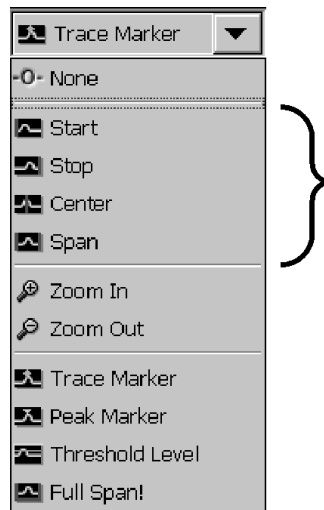 Trace Marker
-0- None
Start
Stop
Center
Span
Zoom In
Zoom Out
Trace Marker
Peak Marker
Threshold Level
Full Span!